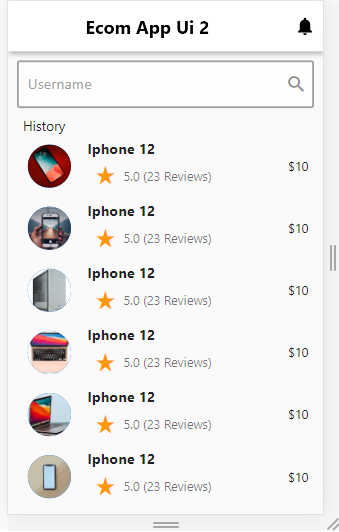 Ecom App Ui 2
Username
History
Iphone 12
5.0 (23 Reviews)
$10
Iphone 12
5.0 (23 Reviews)
$10
Iphone 12
5.0 (23 Reviews)
$10
Iphone 12
5.0 (23 Reviews)
$10
Iphone 12
5.0 (23 Reviews)
$10
Iphone 12
5.0 (23 Reviews)
$10